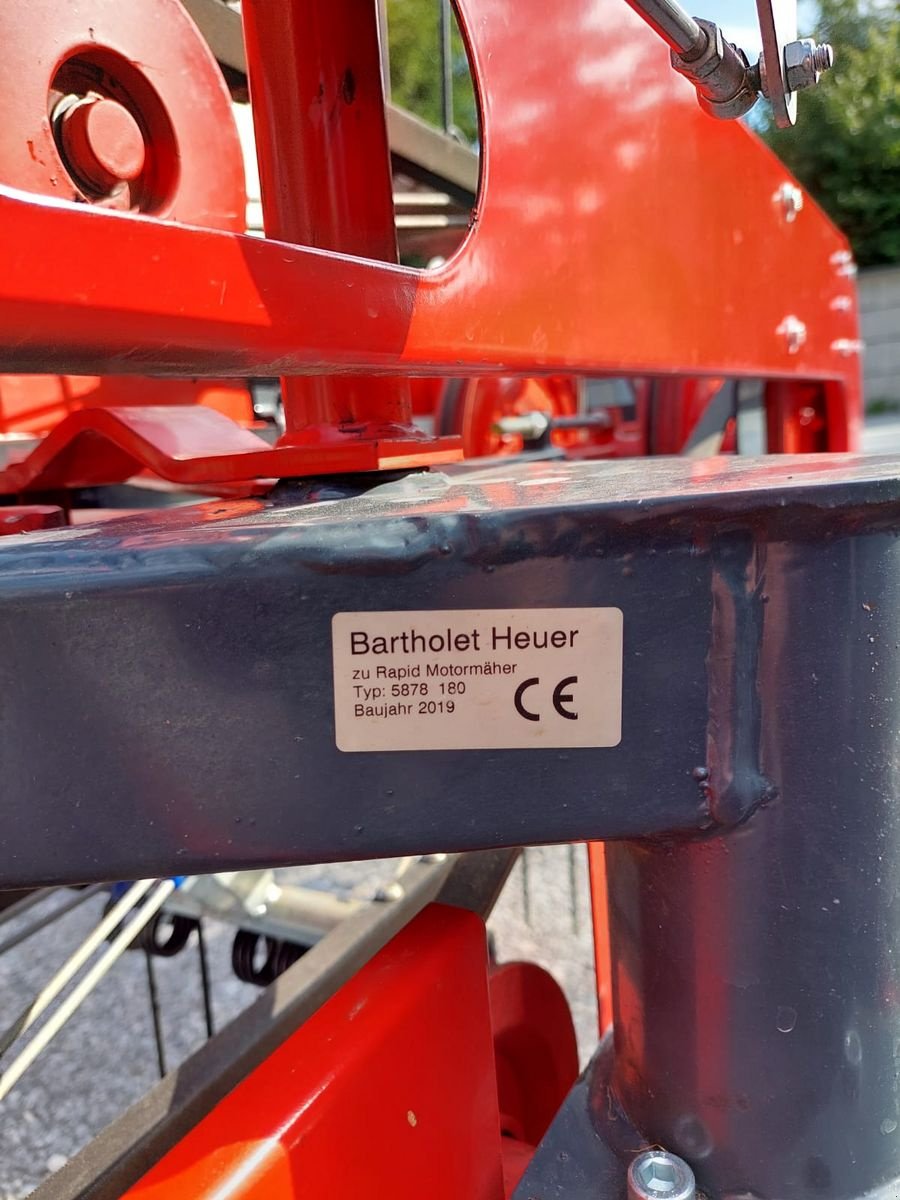 Bartholet Heuer
zu Rapid Motormäher
Typ: 5878 180
Baujahr 2019
CE